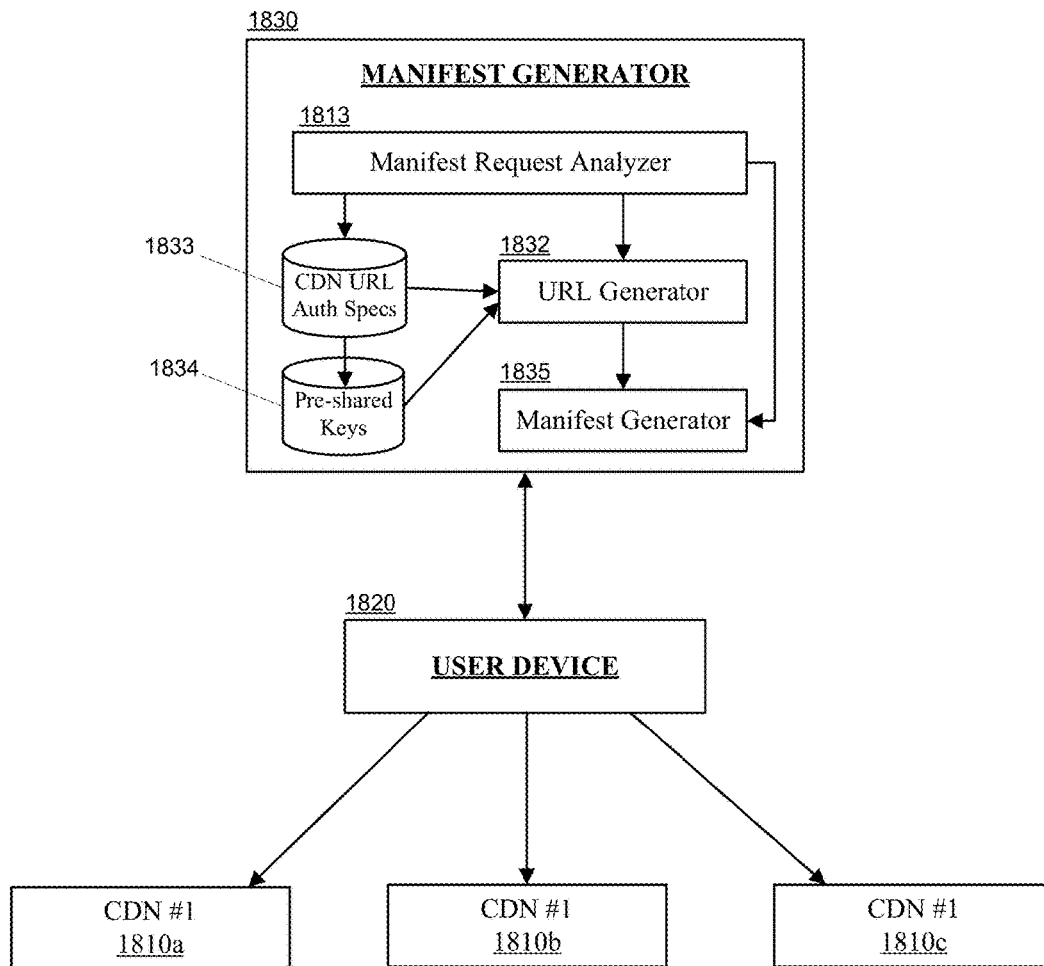 1830
MANIFEST GENERATOR
1813
Manifest Request Analyzer
1833
CDN URL
Auth Specs
1832
URL Generator
1834
Pre-shared
Keys
1835
Manifest Generator
1820
USER DEVICE
CDN #1
1810a
CDN #1
1810b
CDN #1
1810c